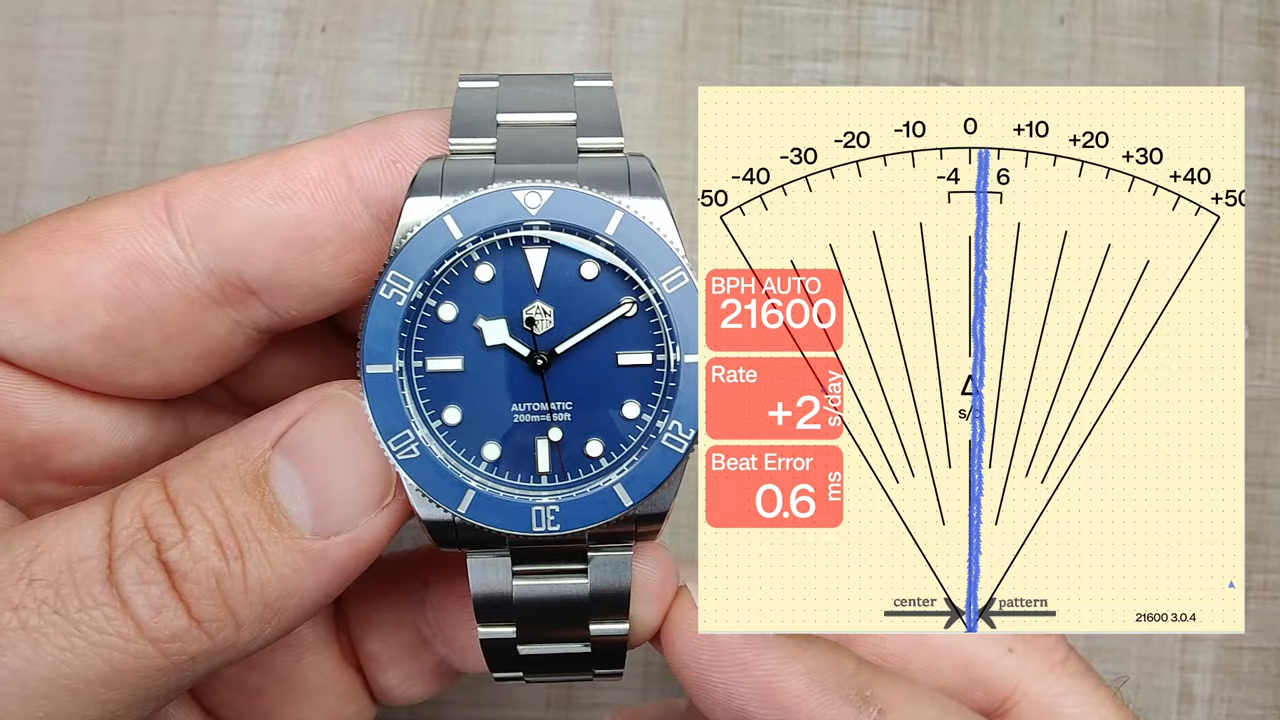 50
10
20
30
40
SAN
MARTIN
AUTOMATIC
200m=660ft
-50
-40
-30
-20
-10
0
+10
+20
+30
+40
+50
-4
6
BPH AUTO
21600
Rate
+2 s/day
Beat Error
0.6 ms
Δ
center
pattern
21600 3.0.4